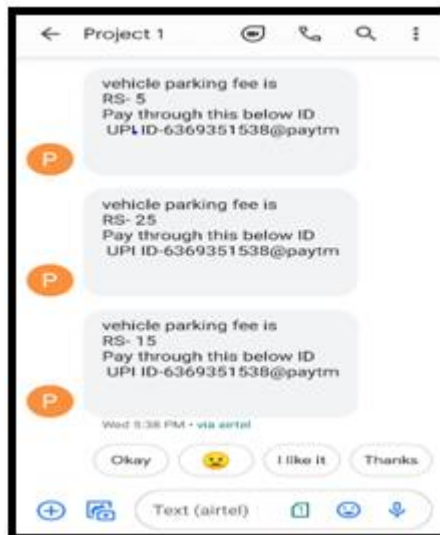 Project 1
vehicle parking fee is
RS- 5
Pay through this below ID
UPI ID-6369351538@paytm
P
vehicle parking fee is
RS- 25
Pay through this below ID
UPI ID-6369351538@paytm
P
vehicle parking fee is
RS- 15
Pay through this below ID
UPI ID-6369351538@paytm
P
Wed 5:38 PM • via airtel
Okay
I like it
Thanks
Text (airtel)
1